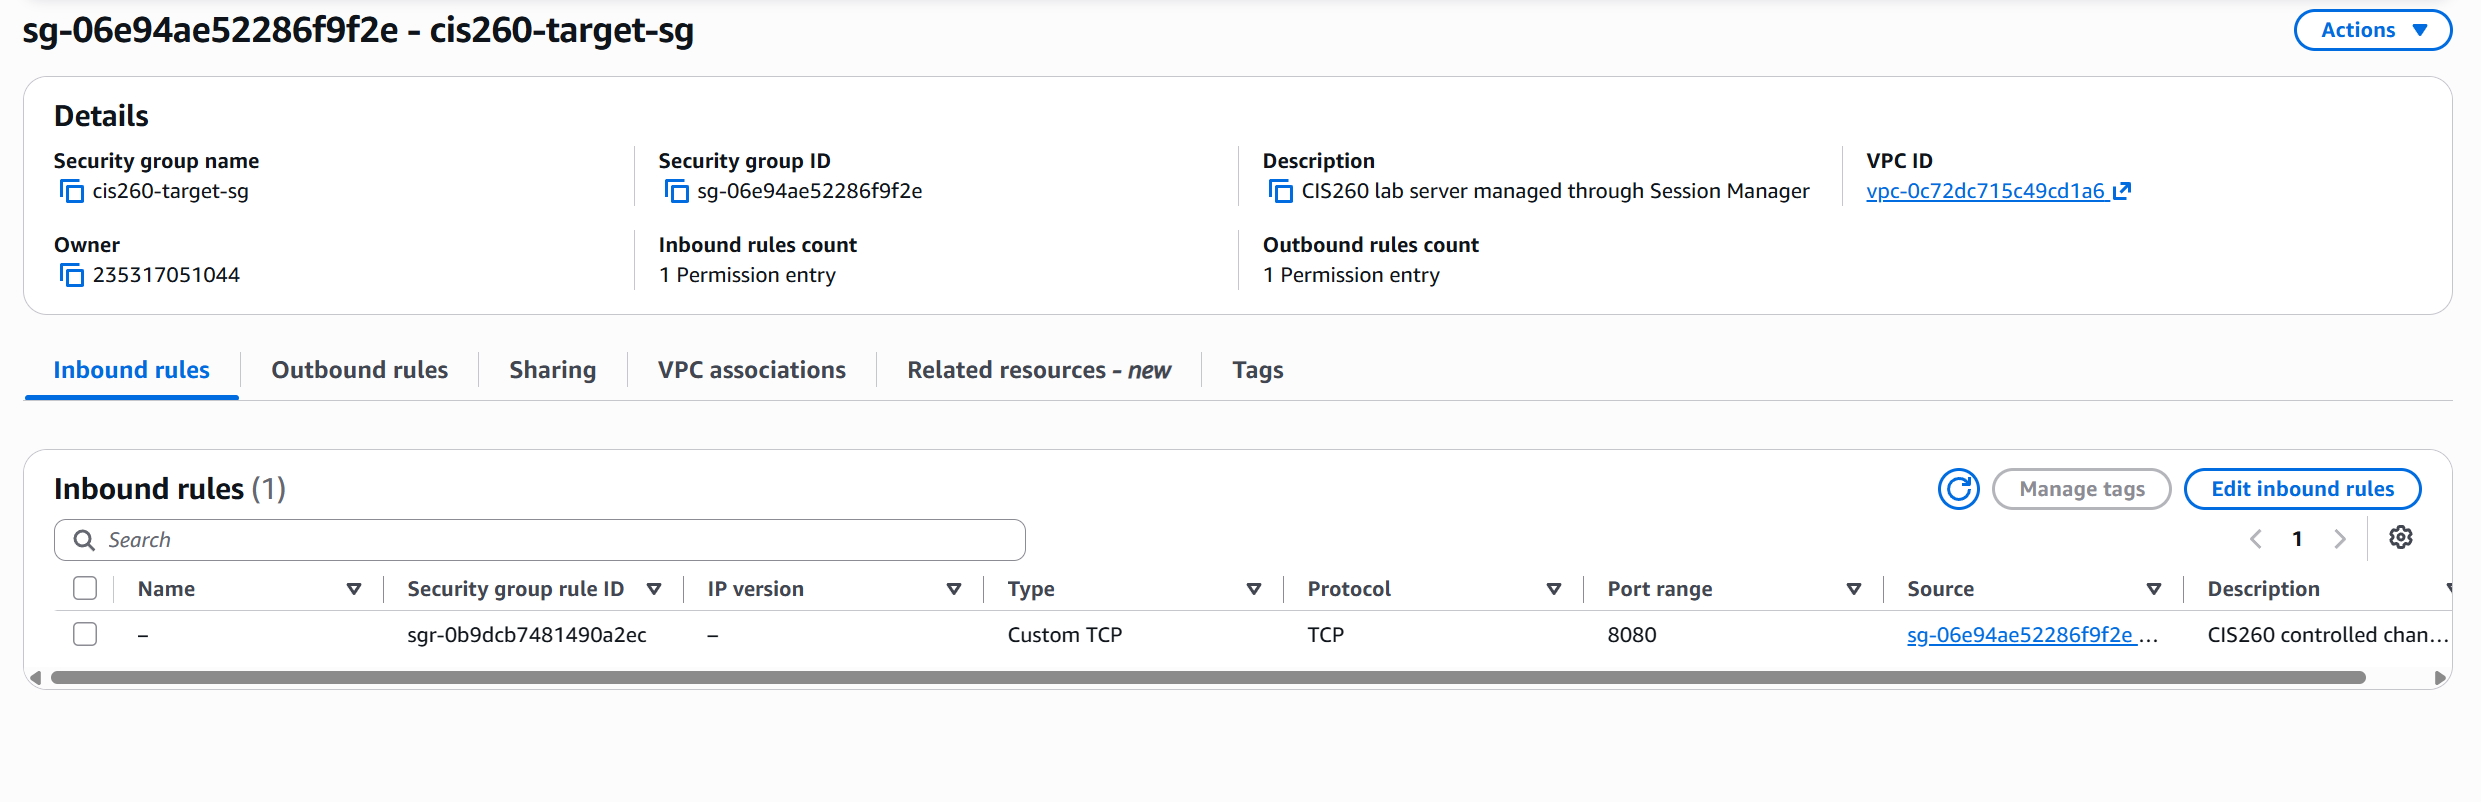 sg-06e94ae52286f9f2e - cis260-target-sg
Actions
Details
Security group name
cis260-target-sg
Security group ID
sg-06e94ae52286f9f2e
Description
CIS260 lab server managed through Session Manager
VPC ID
vpc-0c72dc715c49cd1a6
Owner
235317051044
Inbound rules count
1 Permission entry
Outbound rules count
1 Permission entry
Inbound rules Outbound rules Sharing VPC associations Related resources - new Tags
Inbound rules (1)
Manage tags Edit inbound rules
Search
1
Name Security group rule ID IP version Type Protocol Port range Source Description
– sgr-0b9dcb7481490a2ec – Custom TCP TCP 8080 sg-06e94ae52286f9f2e ... CIS260 controlled chan...